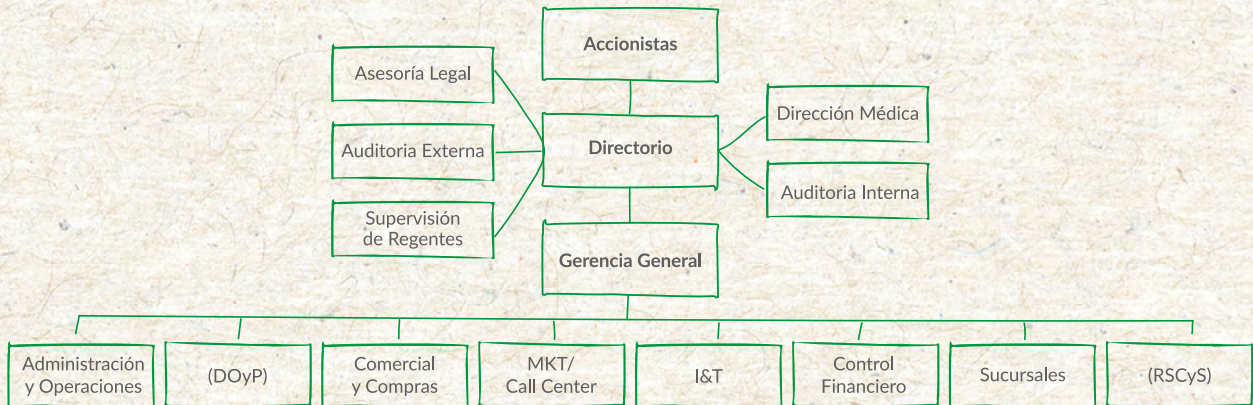 Accionistas
Asesoría Legal
Auditoria Externa
Supervisión
de Regentes
Directorio
Dirección Médica
Auditoria Interna
Gerencia General
Administración
y Operaciones
(DOyP)
Comercial
y Compras
MKT/
Call Center
I&T
Control
Financiero
Sucursales
(RSCyS)